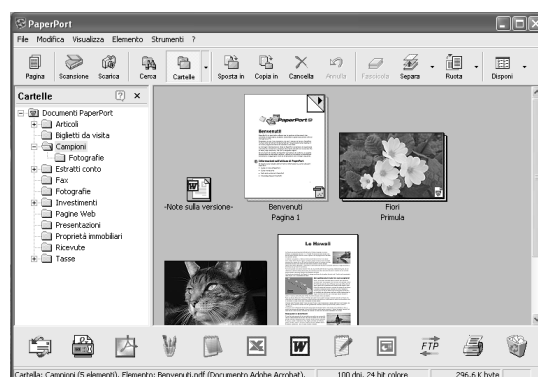 PaperPort
File Modifica Visualizza Elemento Strumenti ?
Pagina Scansione Scarica Cerca Cartelle Sposta in Copia in Cancella Annulla Fascicola Separa Ruota Disponi
Cartelle
Documenti PaperPort
Articoli
Biglietti da visita
Campioni
Fotografie
Estratti conto
Fax
Fotografie
Investimenti
Pagine Web
Presentazioni
Proprietà immobiliari
Ricevute
Tasse
PaperPort
Benvenuti!
-Note sulla versione-
Benvenuti
Pagina 1
Fiori
Primula
Le Hawaii
FTP
Cartella: Campioni (5 elementi). Elemento: Benvenuti.pdf (Documento Adobe Acrobat). 100 dpi, 24 bit colore 296,6 K byte